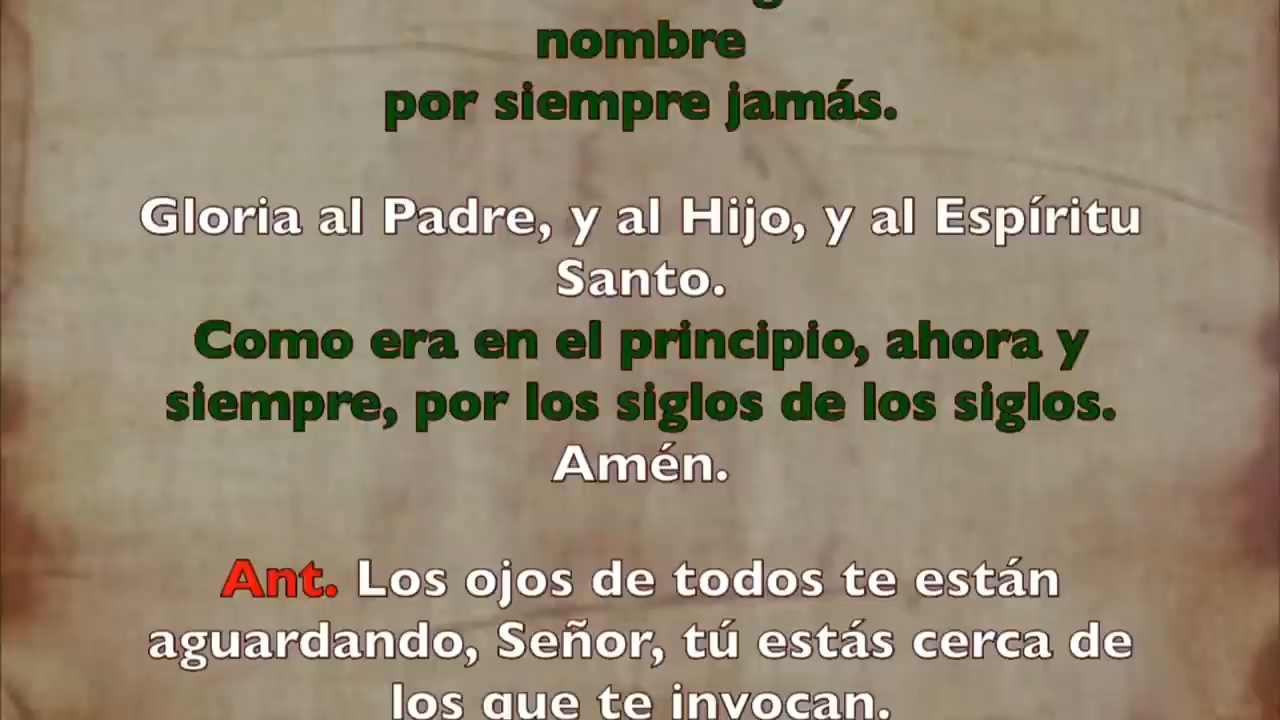 nombre
por siempre jamás.
Gloria al Padre, y al Hijo, y al Espíritu
Santo.
Como era en el principio, ahora y
siempre, por los siglos de los siglos.
Amén.
Ant. Los ojos de todos te están
aguardando, Señor, tú estás cerca de
los que te invocan.